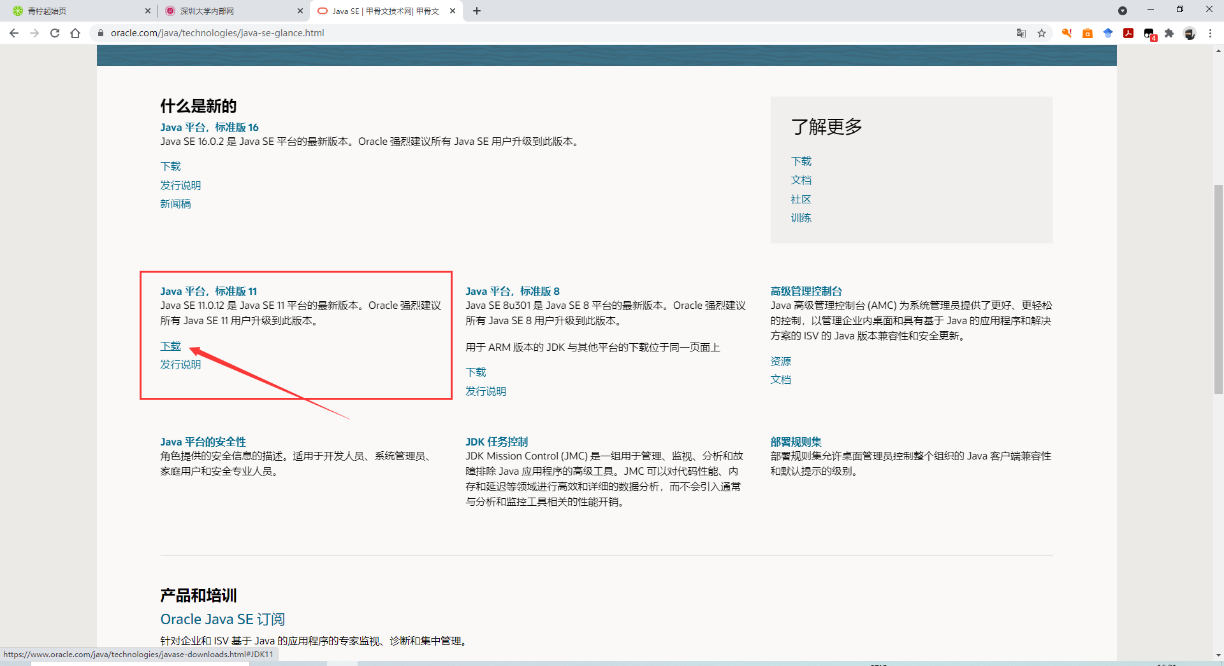 青柠起始页
深圳大学内部网
Java SE | 甲骨文技术网| 甲骨文
oracle.com/java/technologies/java-se-glance.html
4
什么是新的
Java 平台，标准版 16
Java SE 16.0.2 是 Java SE 平台的最新版本。Oracle 强烈建议所有 Java SE 用户升级到此版本。
下载
发行说明
新闻稿
了解更多
下载
文档
社区
训练
Java 平台，标准版 11
Java SE 11.0.12 是 Java SE 11 平台的最新版本。Oracle 强烈建议
所有 Java SE 11 用户升级到此版本。
下载
发行说明
Java 平台，标准版 8
Java SE 8u301 是 Java SE 8 平台的最新版本。Oracle 强烈建议
所有 Java SE 8 用户升级到此版本。
用于 ARM 版本的 JDK 与其他平台的下载位于同一页面上
下载
发行说明
高级管理控制台
Java 高级管理控制台 (AMC) 为系统管理员提供了更好、更轻松
的控制，以管理企业内桌面和具有基于 Java 的应用程序和解决
方案的 ISV 的 Java 版本兼容性和安全更新。
资源
文档
Java 平台的安全性
角色提供的安全信息的描述。适用于开发人员、系统管理员、
家庭用户和安全专业人员。
JDK 任务控制
JDK Mission Control (JMC) 是一组用于管理、监视、分析和故
障排除 Java 应用程序的高级工具。JMC 可以对代码性能、内
存和延迟等领域进行高效和详细的数据分析，而不会引入通常
与分析和监控工具相关的性能开销。
部署规则集
部署规则集允许桌面管理员控制整个组织的 Java 客户端兼容性
和默认提示的级别。
产品和培训
Oracle Java SE 订阅
针对企业和 ISV 基于 Java 的应用程序的专家监视、诊断和集中管理。
https://www.oracle.com/java/technologies/javase-downloads.html#JDK11